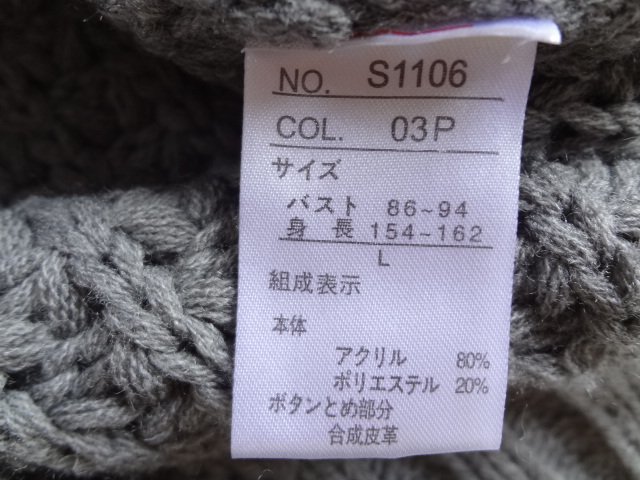 NO. S1106
COL. 03P
サイズ
バスト 86~94
身長 154~162
L
組成表示
本体
アクリル 80%
ポリエステル 20%
ボタンとめ部分
合成皮革